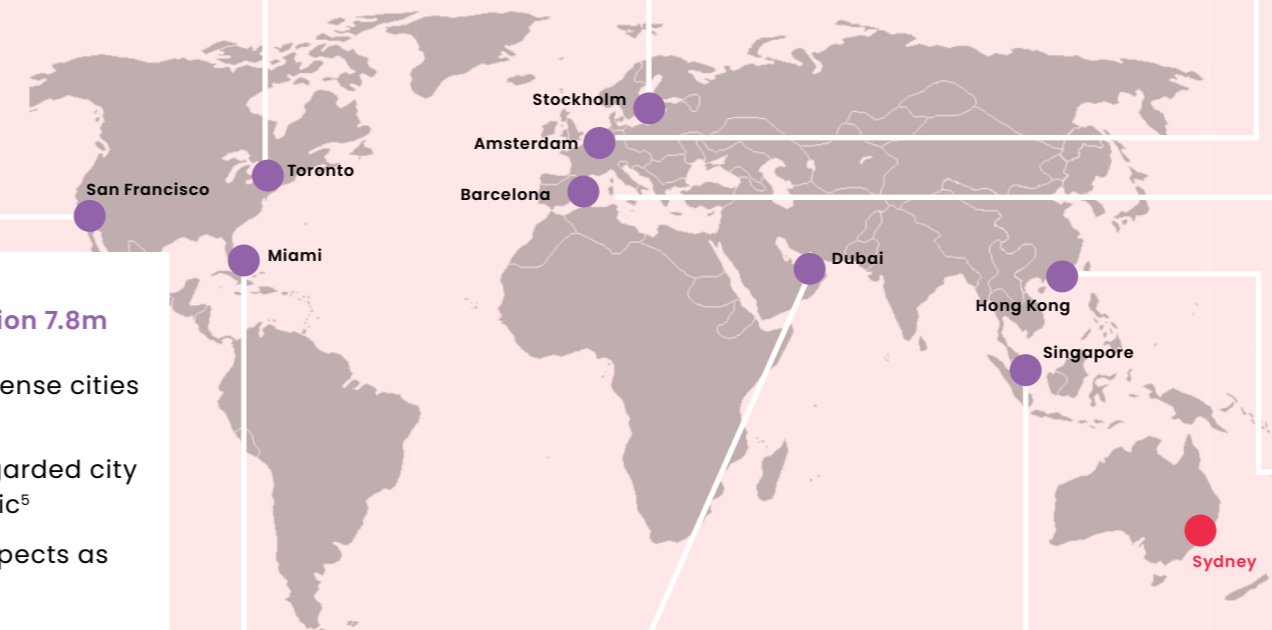 Stockholm
Amsterdam
Toronto
San Francisco
Barcelona
Miami
Dubai
Hong Kong
ion 7.8m
Singapore
ense cities
garded city
ic⁵
pects as
Sydney